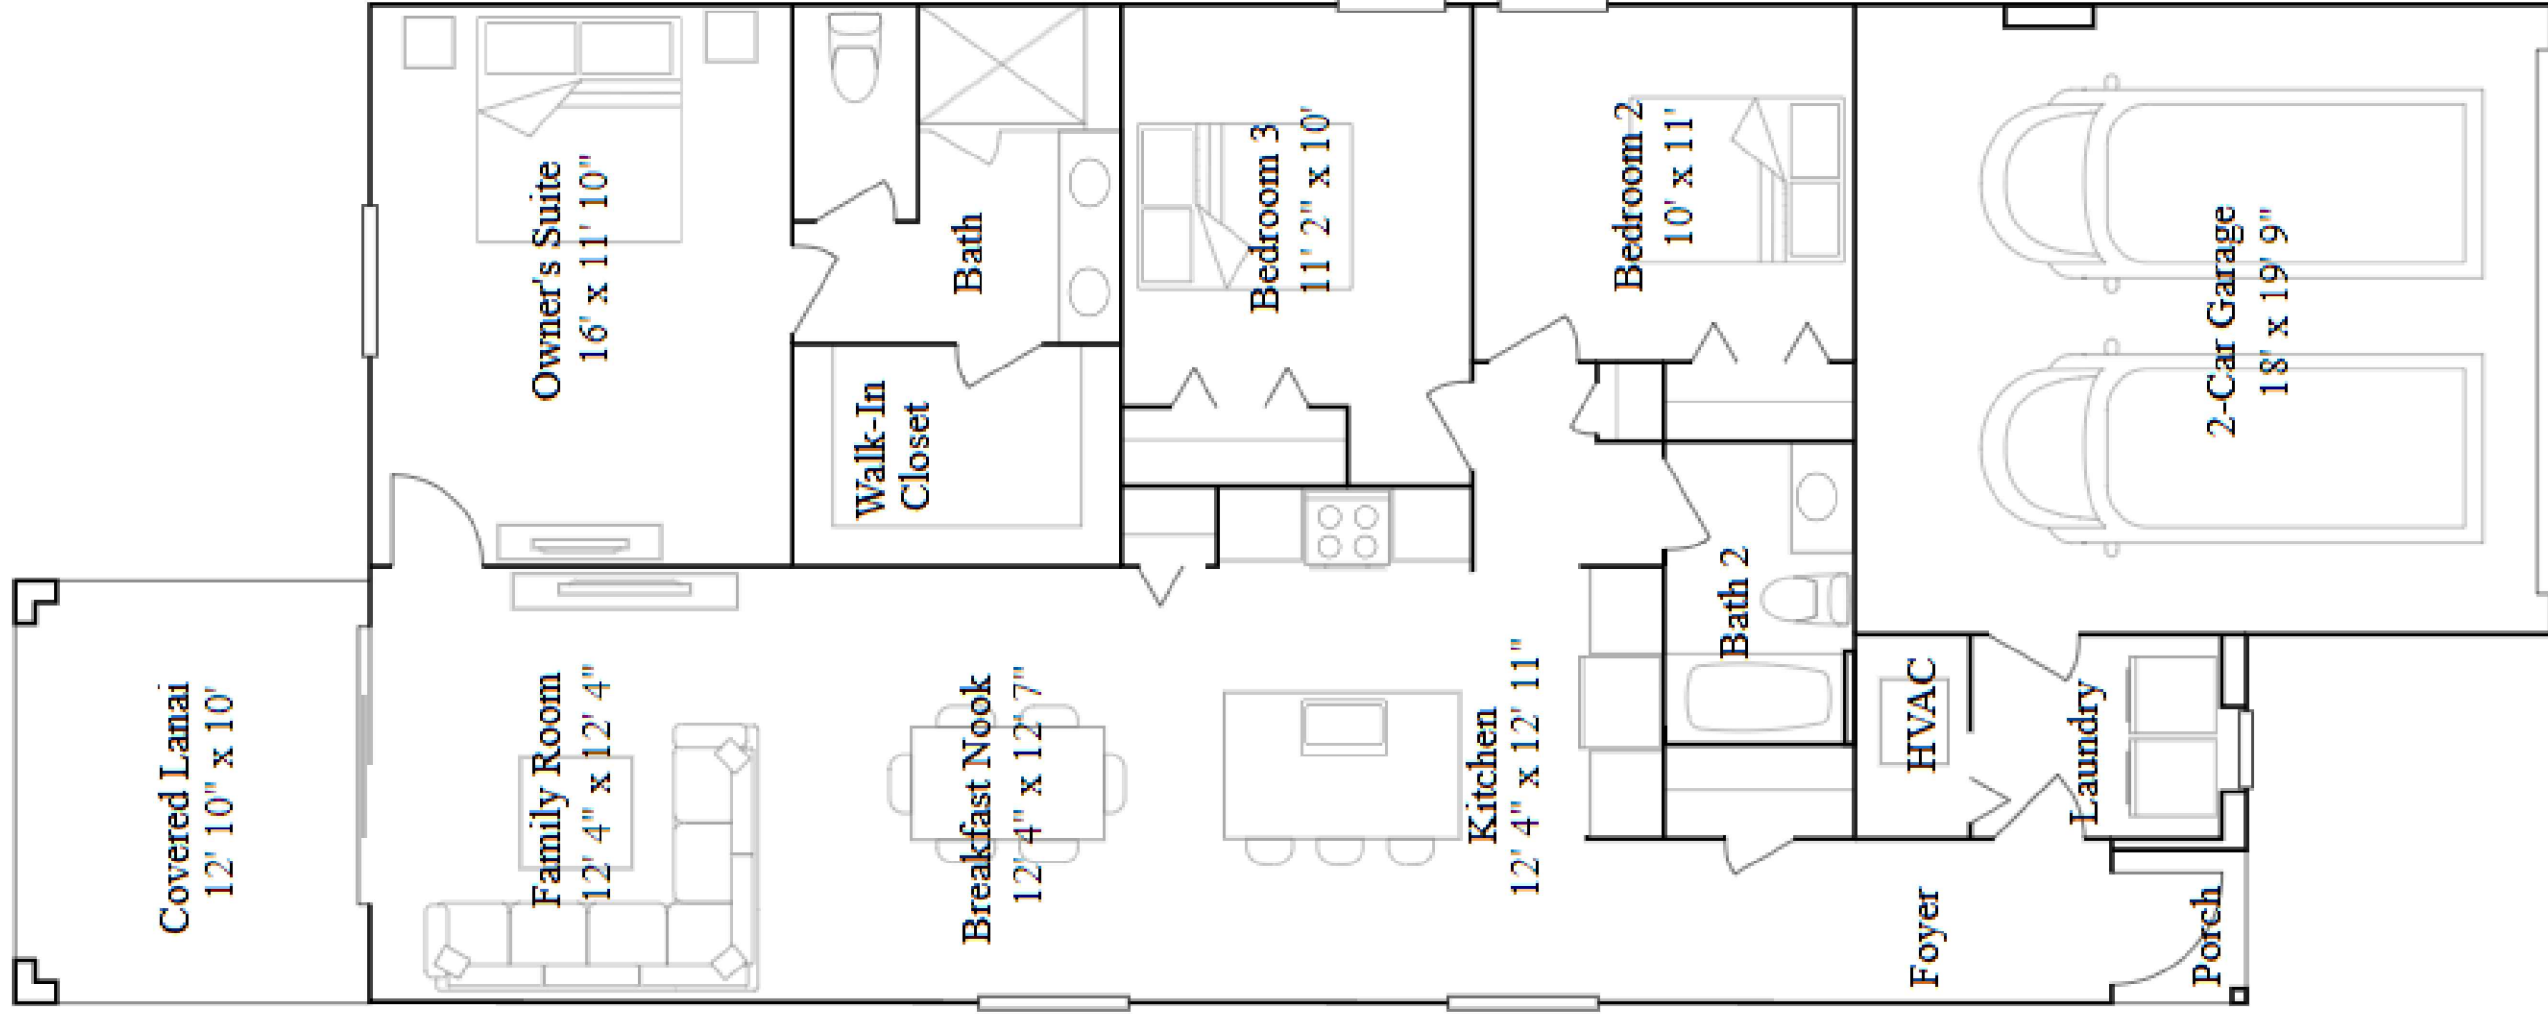 Covered Lanai
12' 10" x 10'
Owner's Suite
16' x 11' 10"
Family Room
12' 4" x 12' 4"
Walk-In
Closet
Bath
Breakfast Nook
12' 4" x 12' 7"
Bedroom 3
11' 2" x 10'
Kitchen
12' 4" x 12' 11"
Bedroom 2
10' x 11'
Bath 2
HVAC
Foyer
Laundry
Porch
2-Car Garage
18' x 19' 9"